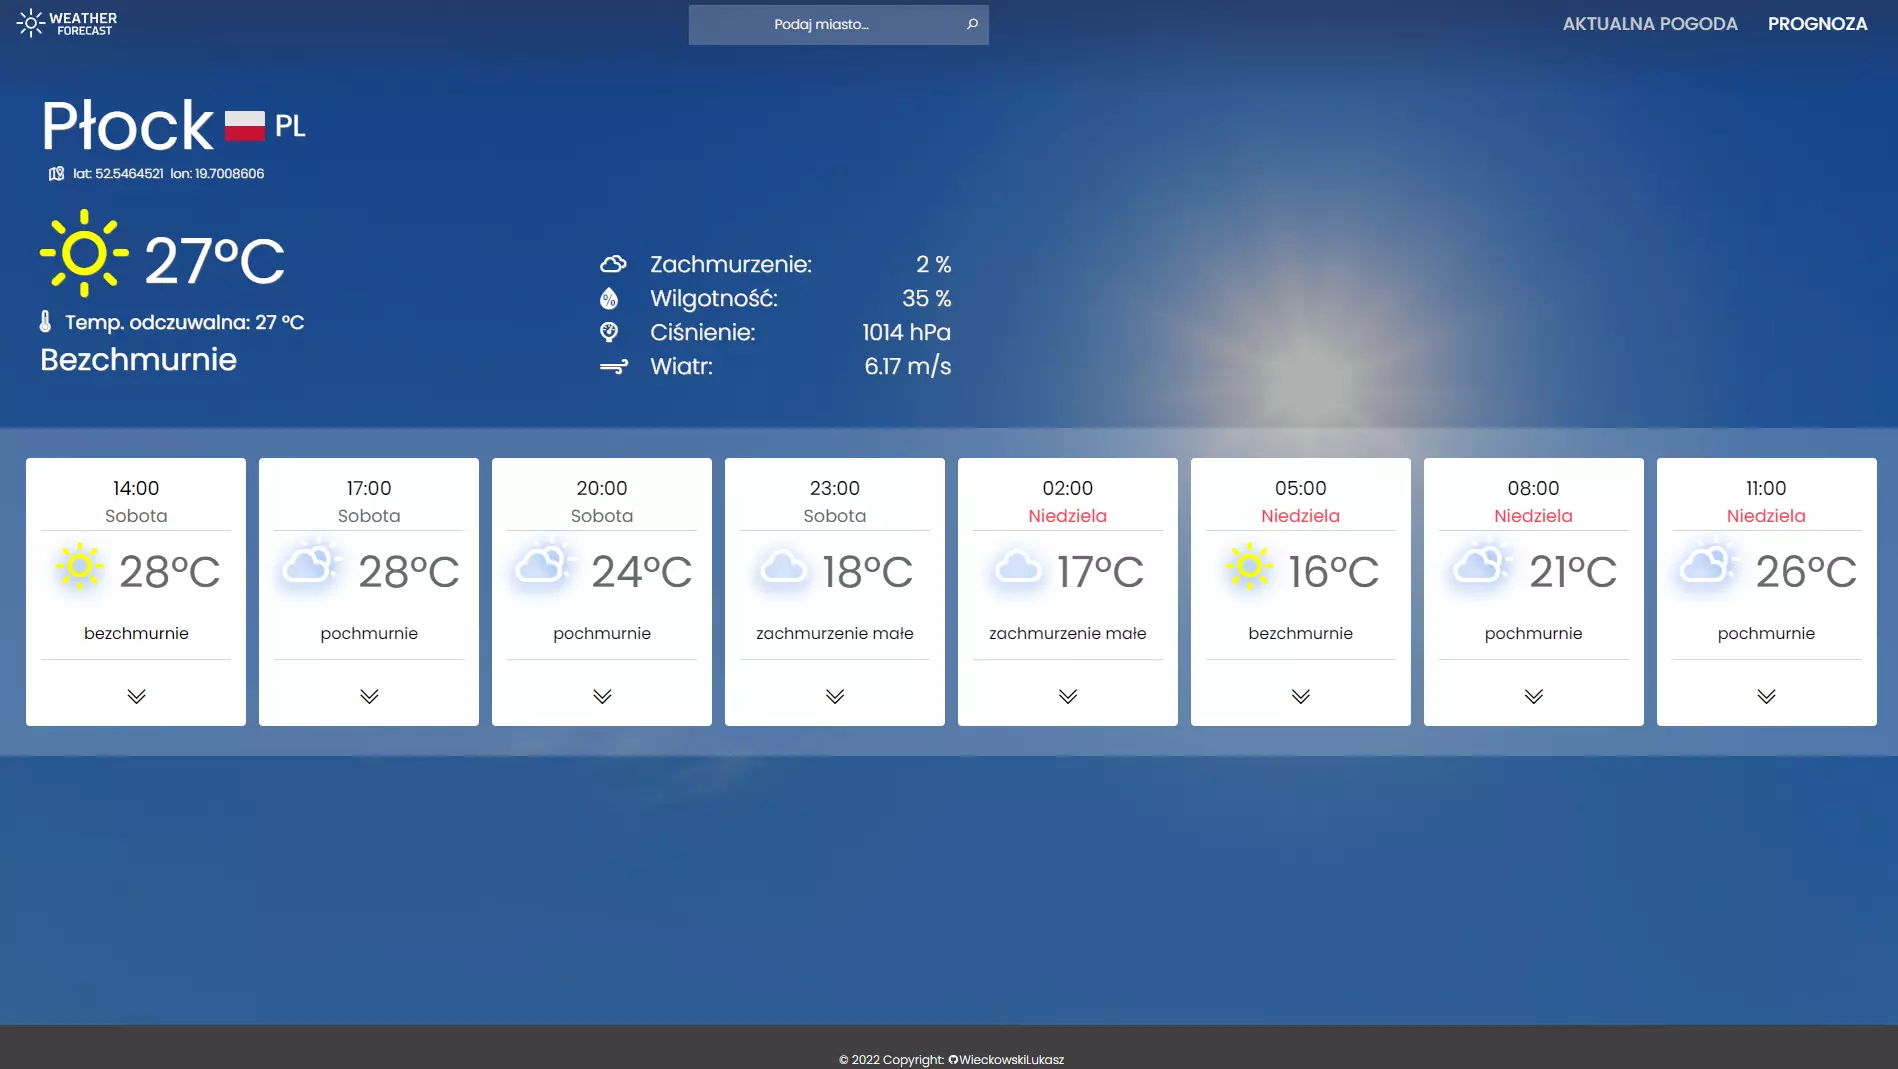 WEATHER
FORECAST
Podaj miasto...
AKTUALNA POGODA
PROGNOZA
Płock PL
lat: 52.5464521 lon: 19.7008606
27°C
Temp. odczuwalna: 27 °C
Bezchmurnie
Zachmurzenie: 2 %
% Wilgotność: 35 %
Ciśnienie: 1014 hPa
Wiatr: 6.17 m/s
14:00
Sobota
28°C
bezchmurnie
17:00
Sobota
28°C
pochmurnie
20:00
Sobota
24°C
pochmurnie
23:00
Sobota
18°C
zachmurzenie małe
02:00
Niedziela
17°C
zachmurzenie małe
05:00
Niedziela
16°C
bezchmurnie
08:00
Niedziela
21°C
pochmurnie
11:00
Niedziela
26°C
pochmurnie
© 2022 Copyright: WieckowskiLukasz